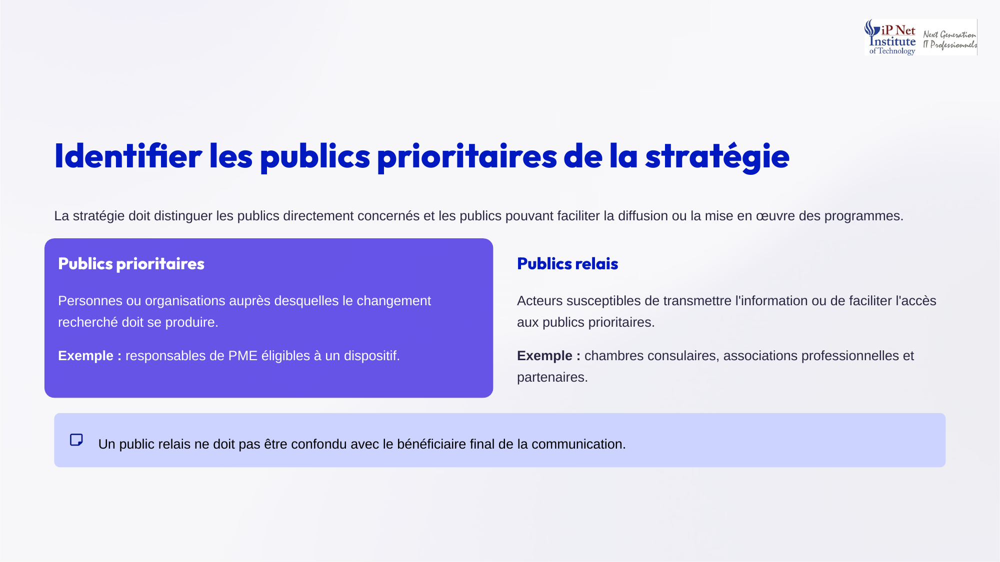 iP Net
Institute
of Technology
Next Generation
IT Professionnels
Identifier les publics prioritaires de la stratégie
La stratégie doit distinguer les publics directement concernés et les publics pouvant faciliter la diffusion ou la mise en œuvre des programmes.
Publics prioritaires
Personnes ou organisations auprès desquelles le changement
recherché doit se produire.
Exemple : responsables de PME éligibles à un dispositif.
Publics relais
Acteurs susceptibles de transmettre l'information ou de faciliter l'accès
aux publics prioritaires.
Exemple : chambres consulaires, associations professionnelles et
partenaires.
Un public relais ne doit pas être confondu avec le bénéficiaire final de la communication.